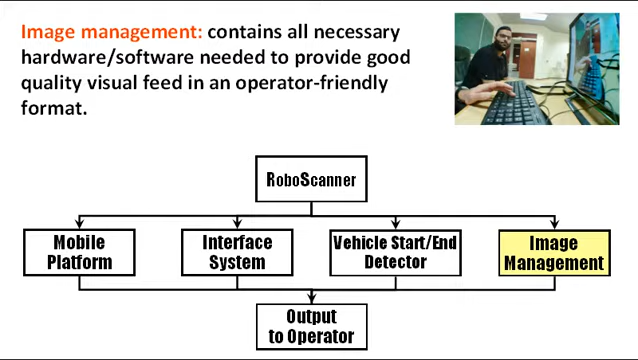 Image management: contains all necessary
hardware/software needed to provide good
quality visual feed in an operator-friendly
format.
RoboScanner
Mobile
Platform
Interface
System
Vehicle Start/End
Detector
Image
Management
Output
to Operator